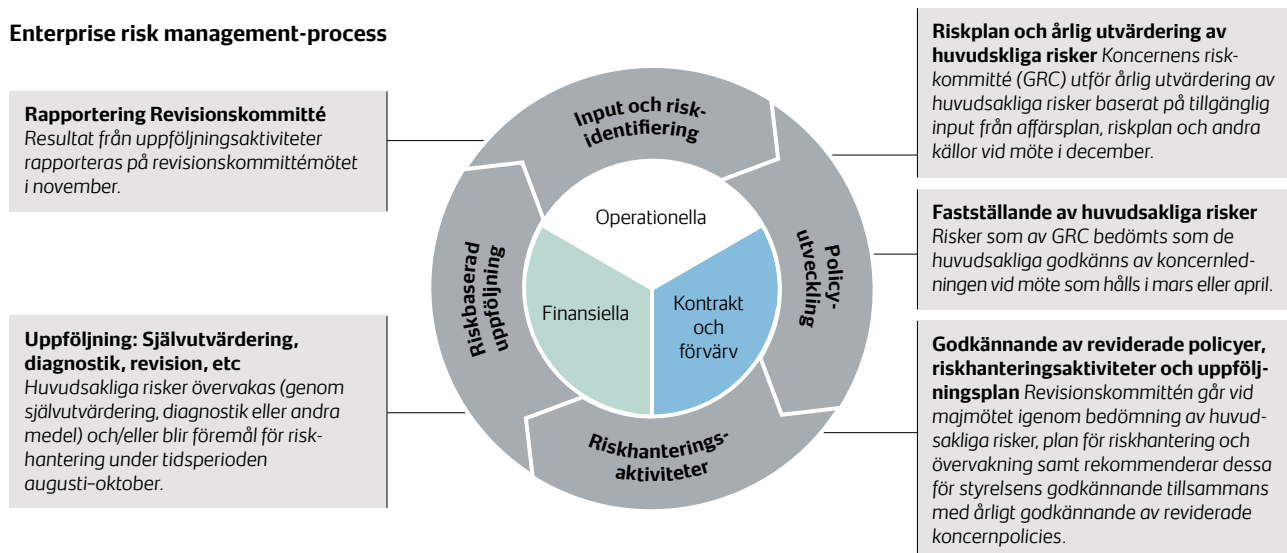 Enterprise risk management-process
Rapportering Revisionskommitté
Resultat från uppföljningsaktiviteter
rapporteras på revisionskommittémötet
i november.
Uppföljning: Självutvärdering,
diagnostik, revision, etc
Huvudsakliga risker övervakas (genom
självutvärdering, diagnostik eller andra
medel) och/eller blir föremål för risk-
hantering under tidsperioden
augusti–oktober.
Input och risk-
identifiering
Policy-
utveckling
Riskhanterings-
aktiviteter
Riskbaserad
uppföljning
Operationella
Finansiella
Kontrakt
och
förvärv
Riskplan och årlig utvärdering av
huvudskliga risker Koncernens risk-
kommitté (GRC) utför årlig utvärdering av
huvudsakliga risker baserat på tillgänglig
input från affärsplan, riskplan och andra
källor vid möte i december.
Fastställande av huvudsakliga risker
Risker som av GRC bedömts som de
huvudsakliga godkänns av koncernled-
ningen vid möte som hålls i mars eller april.
Godkännande av reviderade policyer,
riskhanteringsaktiviteter och uppfölj-
ningsplan Revisionskommittén går vid
majmötet igenom bedömning av huvud-
sakliga risker, plan för riskhantering och
övervakning samt rekommenderar dessa
för styrelsens godkännande tillsammans
med årligt godkännande av reviderade
koncernpolicies.